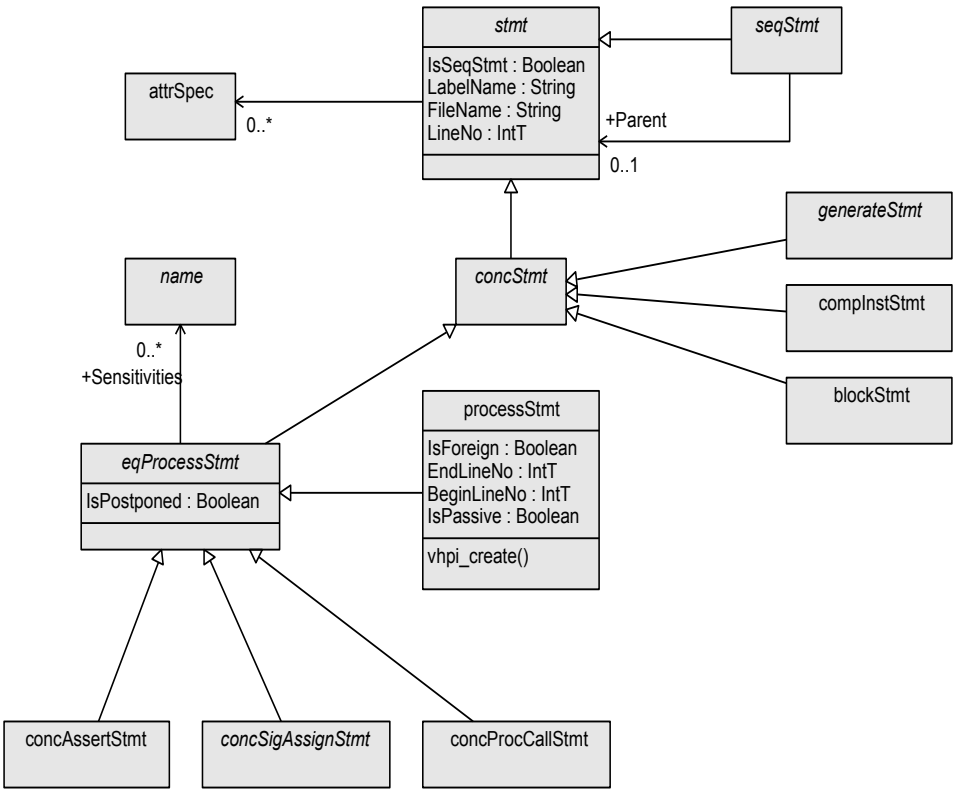 stmt
IsSeqStmt : Boolean
LabelName : String
FileName : String
LineNo : IntT
seqStmt
attrSpec
0..*
+Parent
0..1
generateStmt
name
concStmt
compInstStmt
0..*
+Sensitivities
blockStmt
processStmt
IsForeign : Boolean
EndLineNo : IntT
BeginLineNo : IntT
IsPassive : Boolean
vhpi_create()
eqProcessStmt
IsPostponed : Boolean
concAssertStmt
concSigAssignStmt
concProcCallStmt